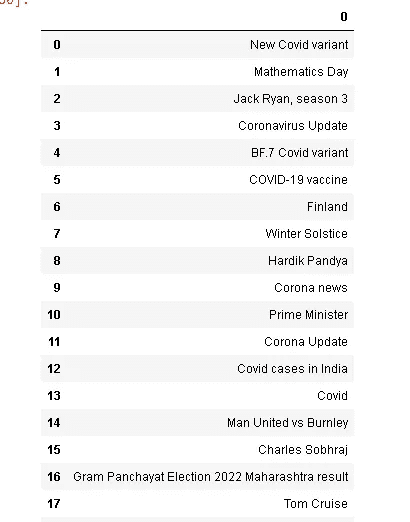 0
0 New Covid variant
1 Mathematics Day
2 Jack Ryan, season 3
3 Coronavirus Update
4 BF.7 Covid variant
5 COVID-19 vaccine
6 Finland
7 Winter Solstice
8 Hardik Pandya
9 Corona news
10 Prime Minister
11 Corona Update
12 Covid cases in India
13 Covid
14 Man United vs Burnley
15 Charles Sobhraj
16 Gram Panchayat Election 2022 Maharashtra result
17 Tom Cruise